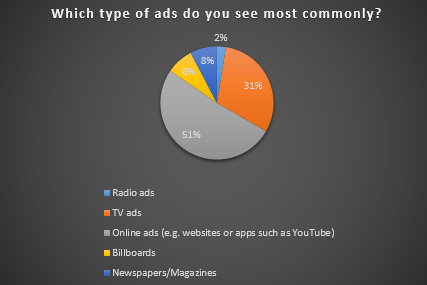 Which type of ads do you see most commonly?
2%
31%
51%
8%
8%
Radio ads
TV ads
Online ads (e.g. websites or apps such as YouTube)
Billboards
Newspapers/Magazines